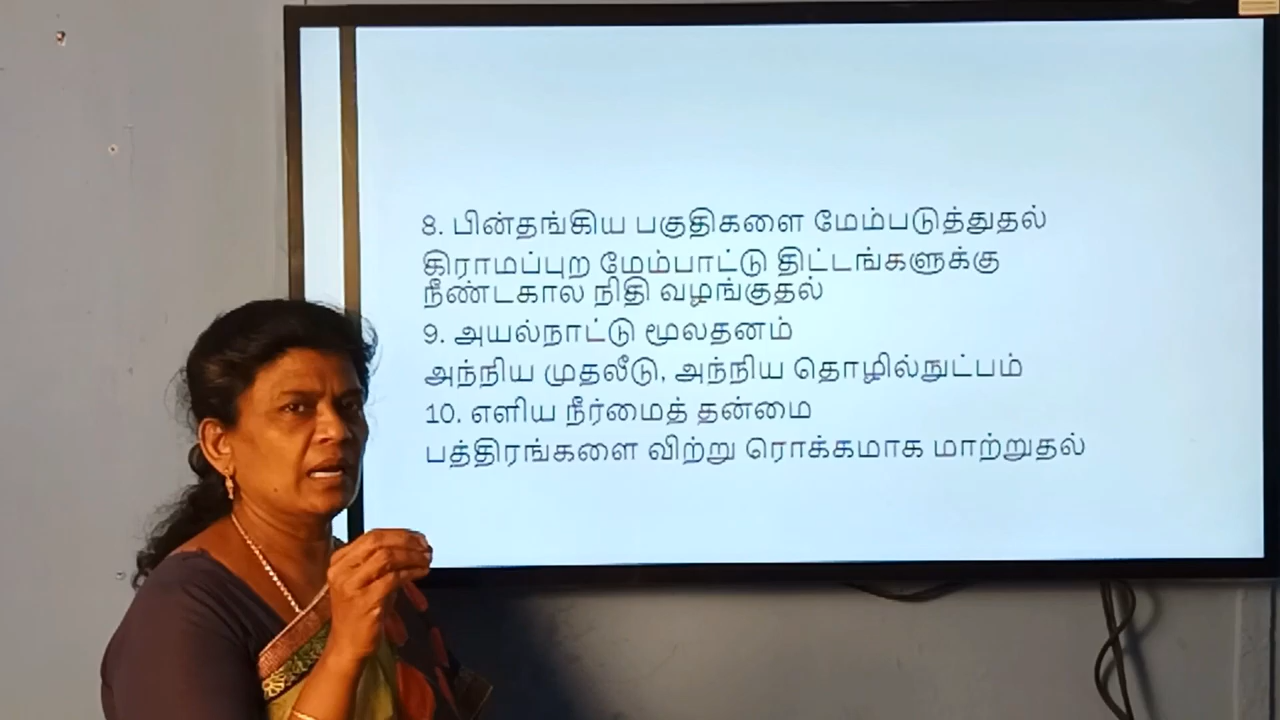 8. பின்தங்கிய பகுதிகளை மேம்படுத்துதல்
கிராமப்புற மேம்பாட்டு திட்டங்களுக்கு
நீண்டகால நிதி வழங்குதல்
9. அயல்நாட்டு மூலதனம்
அந்நிய முதலீடு, அந்நிய தொழில்நுட்பம்
10. எளிய நீர்மைத் தன்மை
பத்திரங்களை விற்று ரொக்கமாக மாற்றுதல்